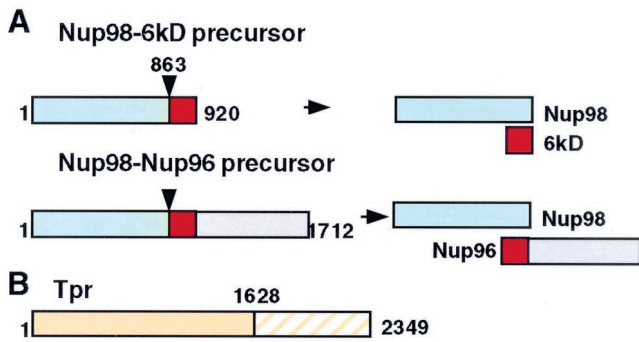 A
Nup98-6kD precursor
863
1
920
Nup98
6kD
Nup98-Nup96 precursor
1
1712
Nup98
Nup96
B
Tpr
1628
1
2349